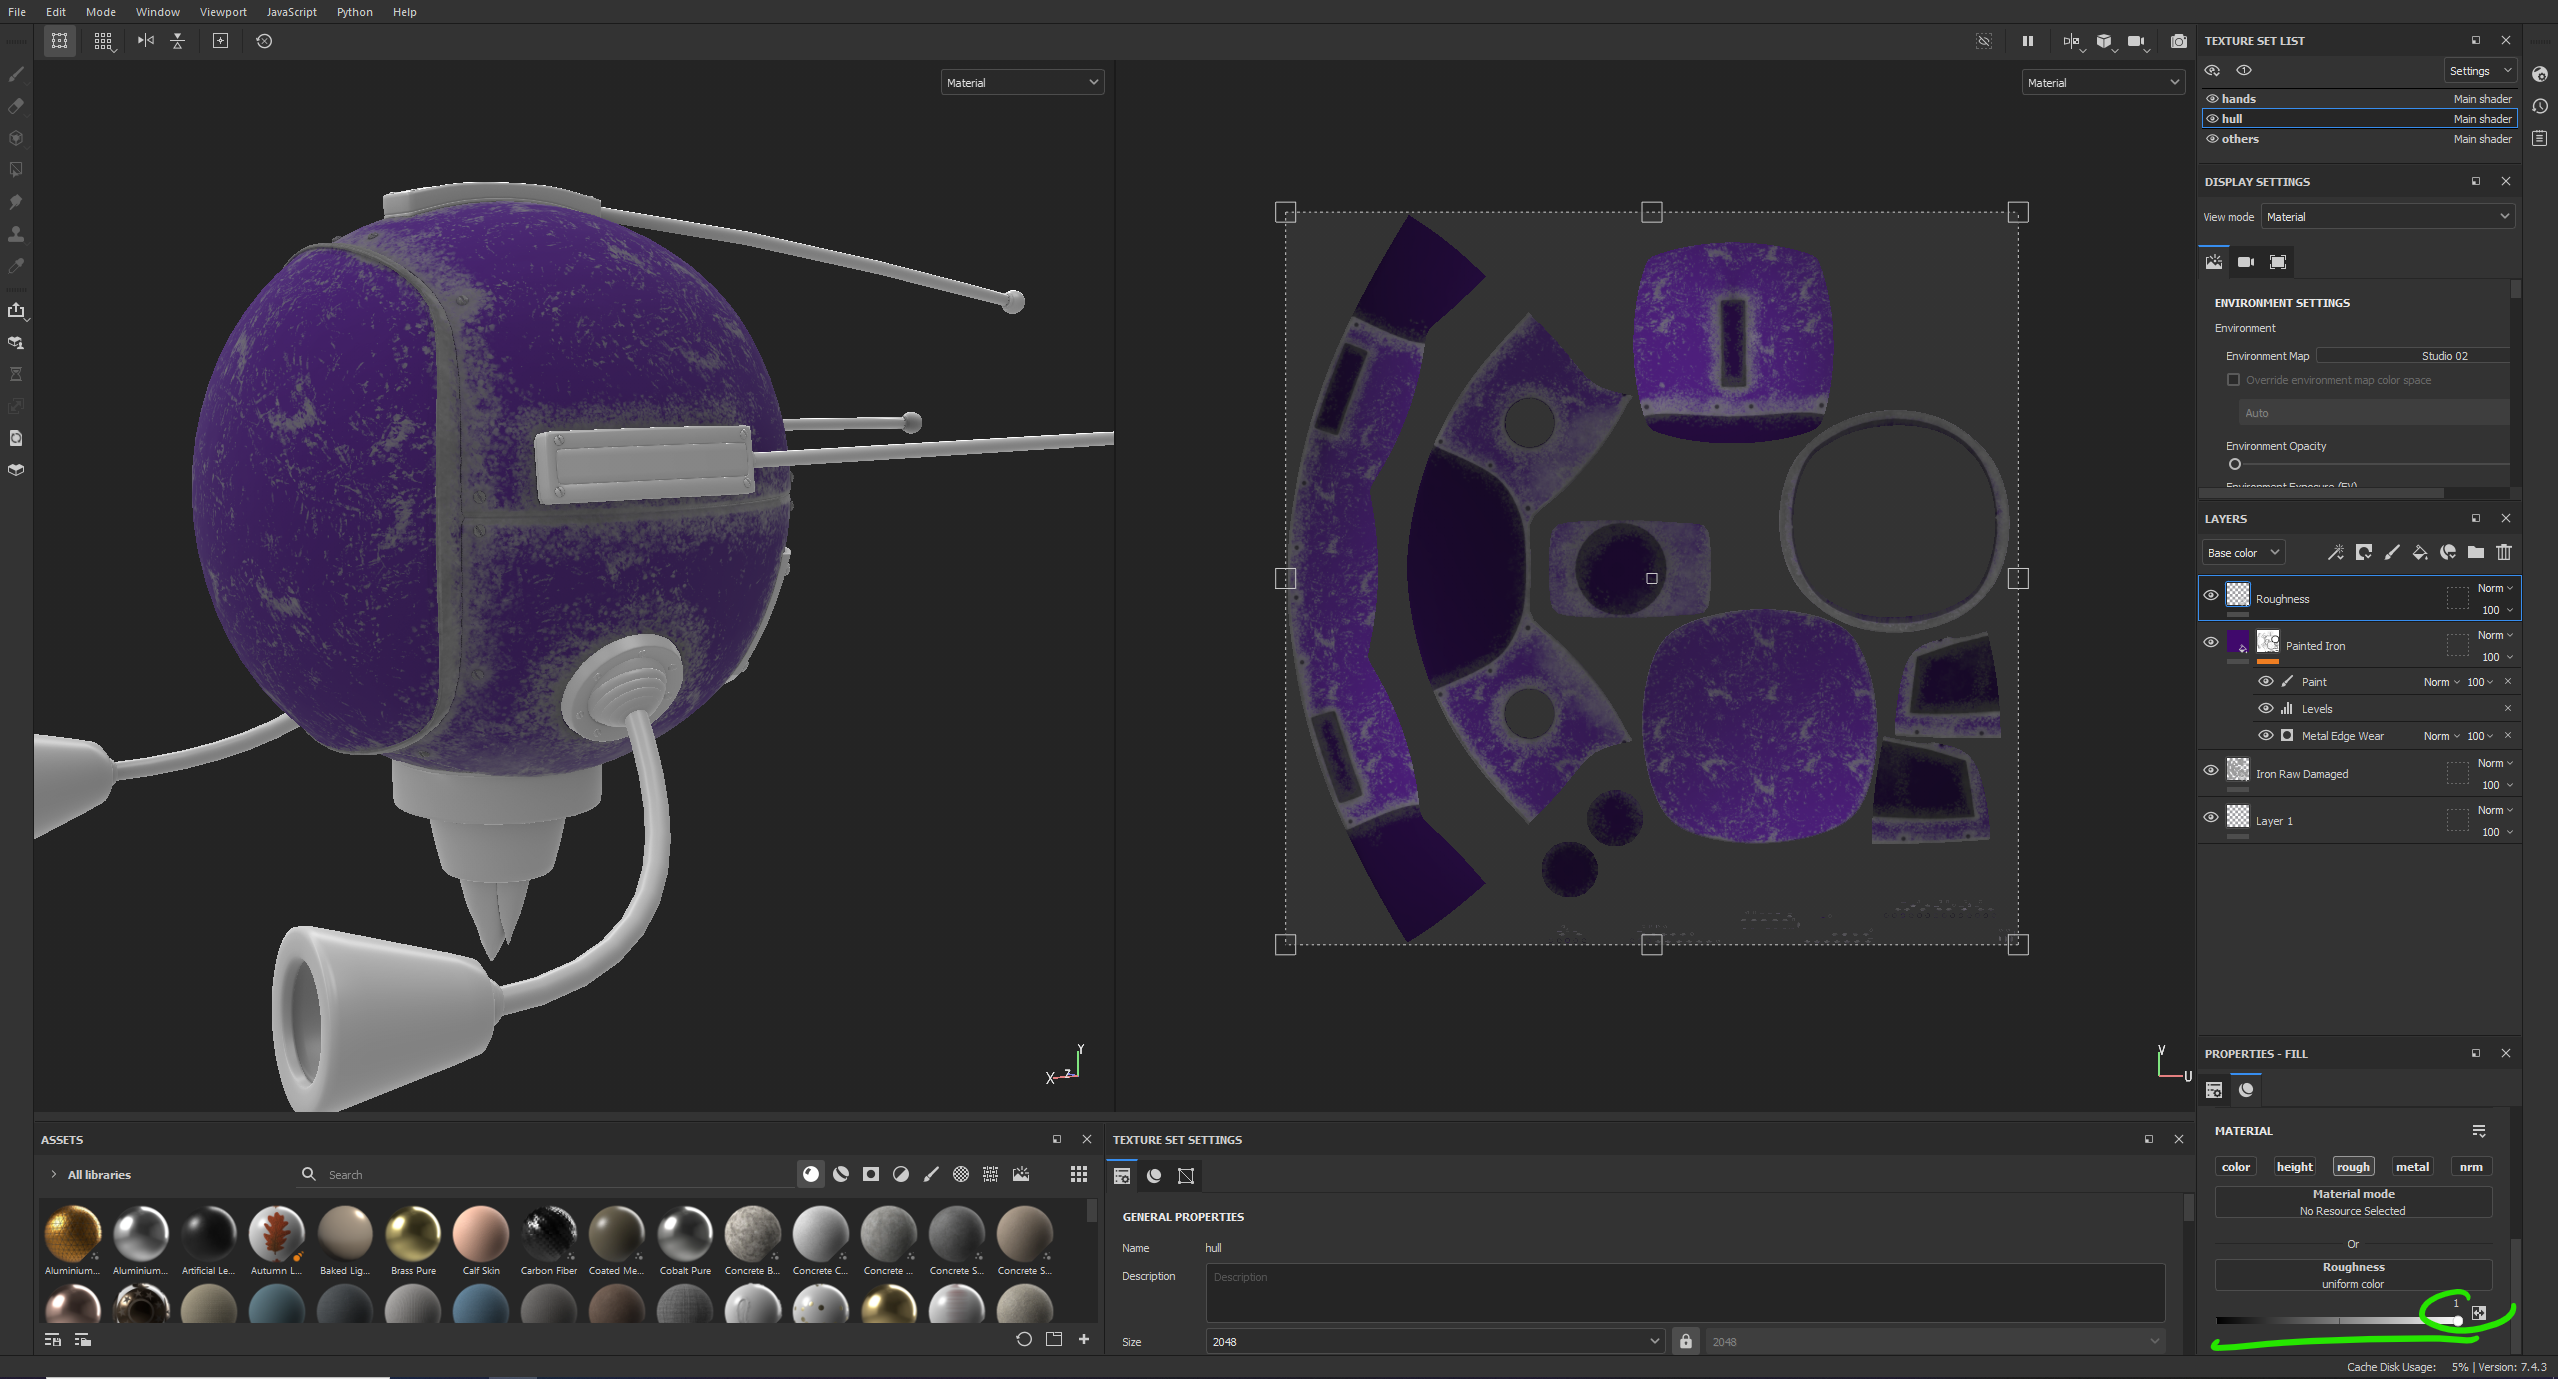 File Edit Mode Window Viewport JavaScript Python Help
Material
Material
TEXTURE SET LIST
Settings
hands Main shader
hull Main shader
others Main shader
DISPLAY SETTINGS
View mode Material
ENVIRONMENT SETTINGS
Environment
Environment Map Studio 02
Override environment map color space
Auto
Environment Opacity
Environment Exposure (EV)
LAYERS
Base color
Roughness Norm 100
Painted Iron Norm 100
Paint Norm 100
Levels
Metal Edge Wear Norm 100
Iron Raw Damaged Norm 100
Layer 1 Norm 100
Y
X Z
V
U
PROPERTIES - FILL
MATERIAL
color height rough metal nrm
Material mode
No Resource Selected
Or
Roughness
uniform color
1
ASSETS
All libraries
Search
Aluminium... Aluminium... Artificial Le... Autumn L... Baked Lig... Brass Pure Calf Skin Carbon Fiber Coated Me... Cobalt Pure Concrete B... Concrete C... Concrete ... Concrete S... Concrete S...
TEXTURE SET SETTINGS
GENERAL PROPERTIES
Name hull
Description Description
Size 2048 2048
Cache Disk Usage: 5% | Version: 7.4.3